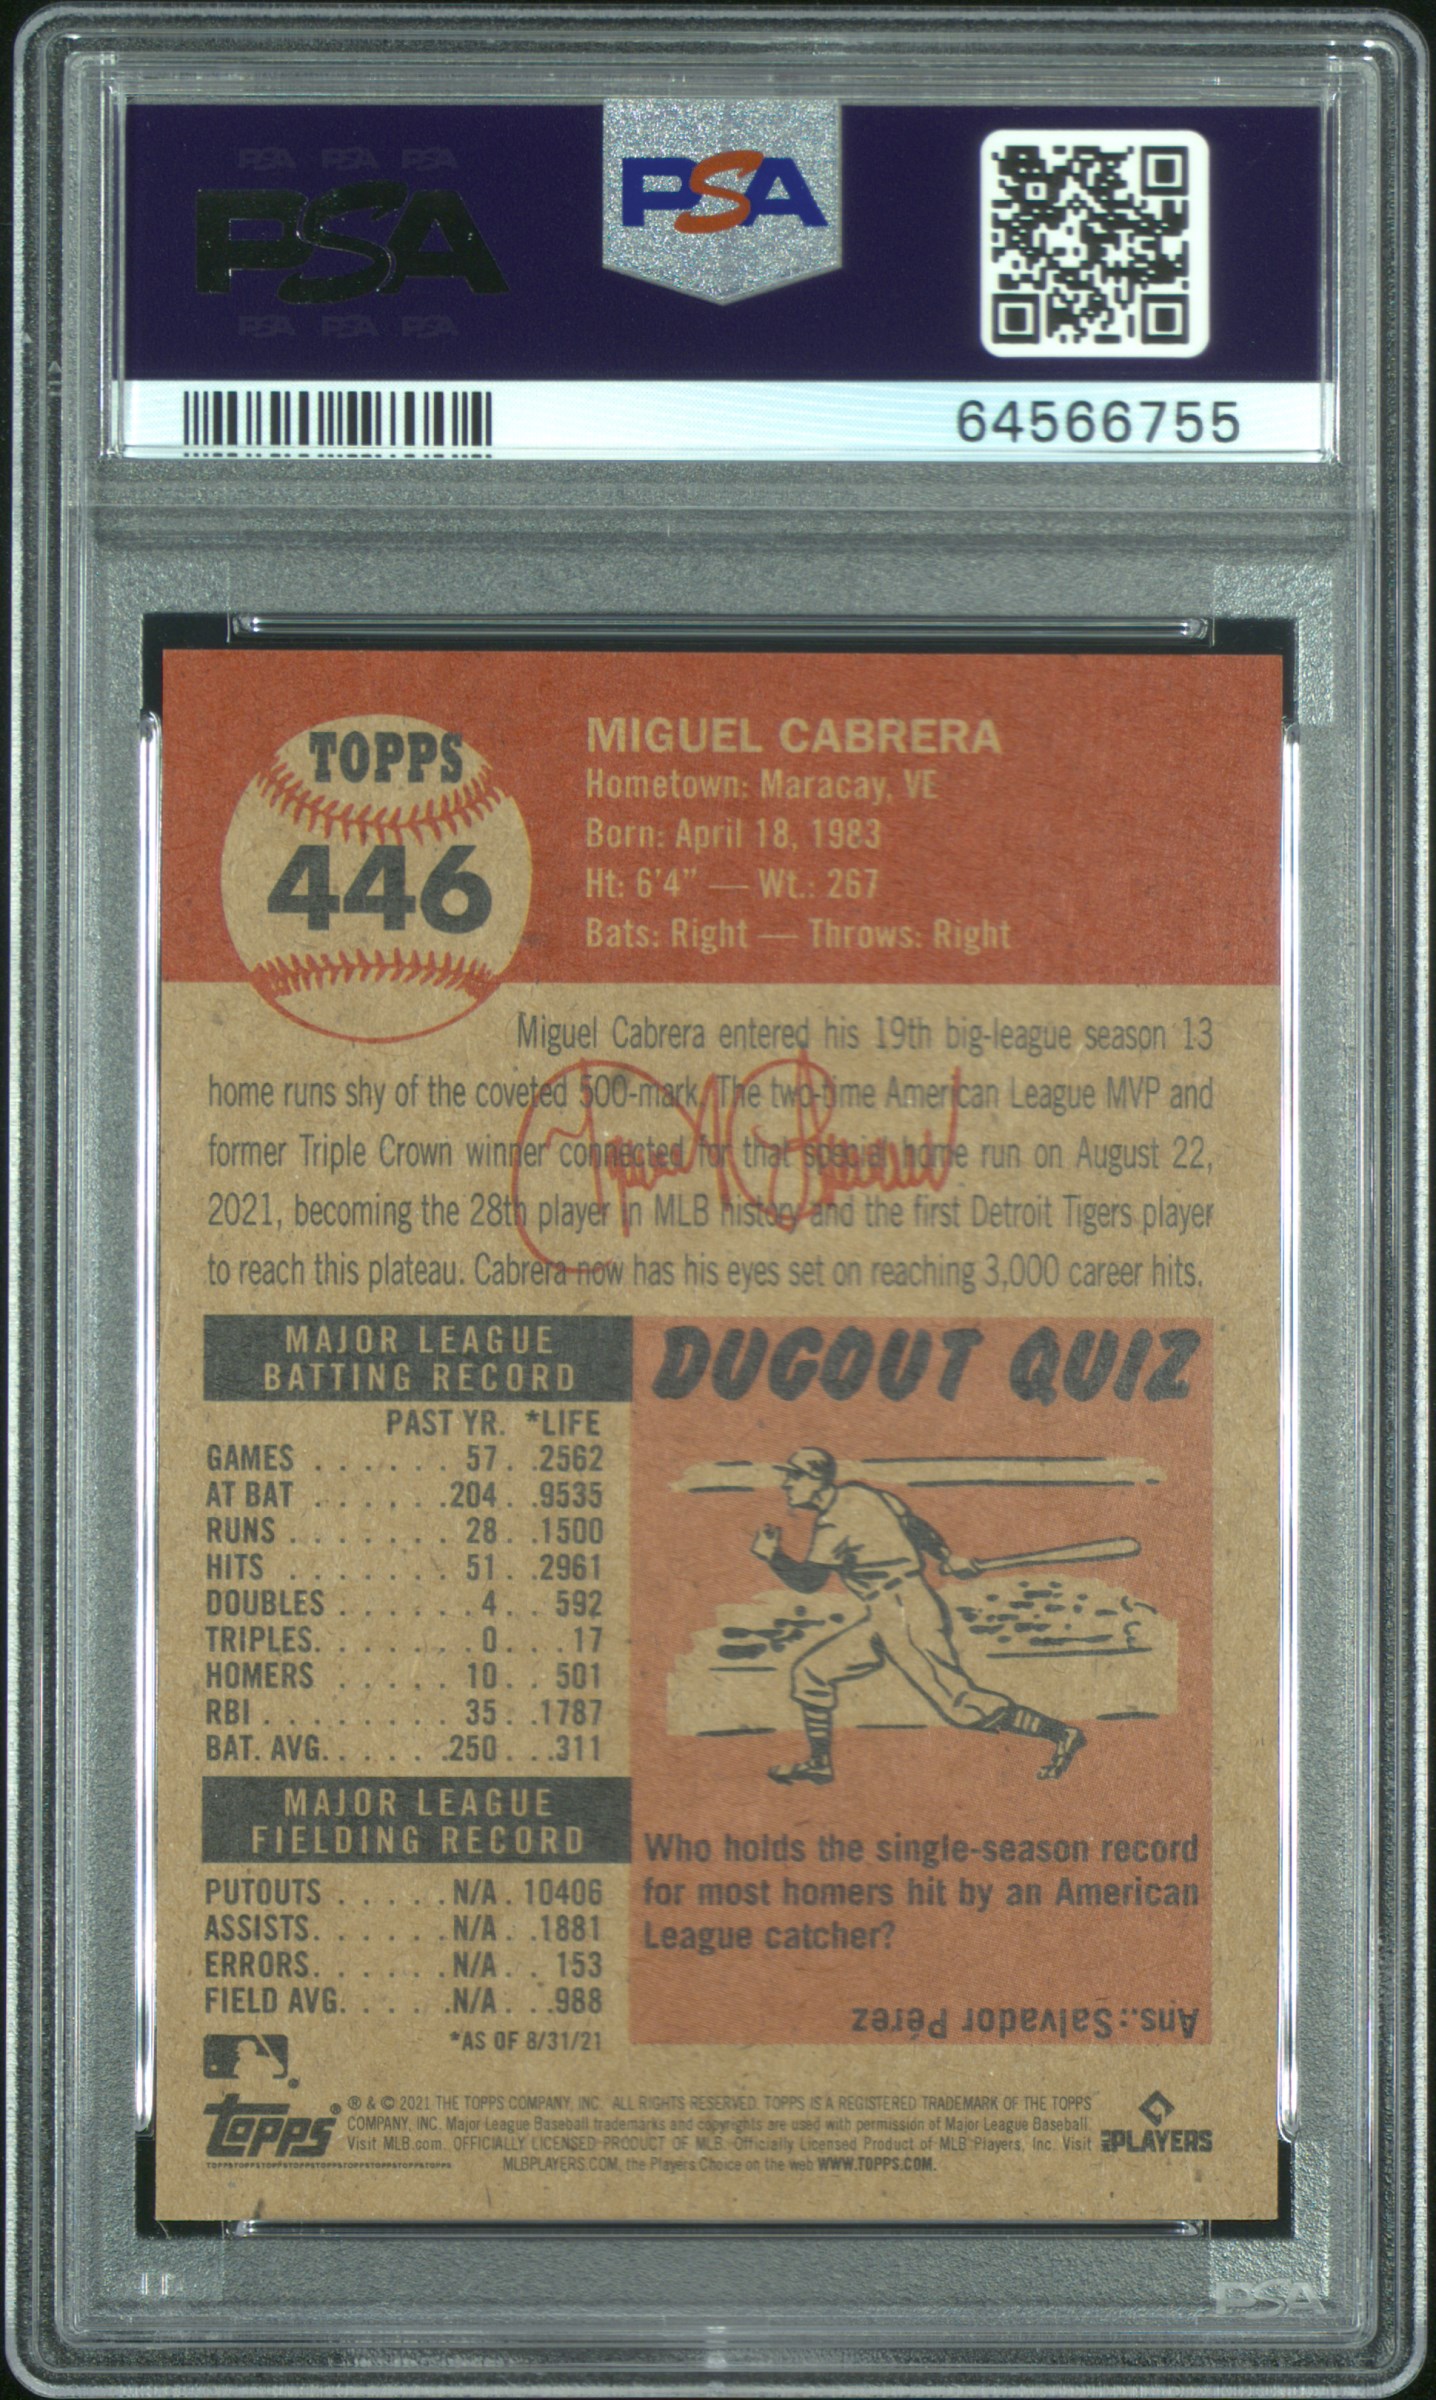 PSA PSA PSA
PSA
PSA PSA PSA
PSA
64566755
TOPPS
446
MIGUEL CABRERA
Hometown: Maracay, VE
Born: April 18, 1983
Ht: 6'4" — Wt.: 267
Bats: Right — Throws: Right
Miguel Cabrera entered his 19th big-league season 13
home runs shy of the coveted 500-mark. The two-time American League MVP and
former Triple Crown winner connected for that special home run on August 22,
2021, becoming the 28th player in MLB history and the first Detroit Tigers player
to reach this plateau. Cabrera now has his eyes set on reaching 3,000 career hits.
MAJOR LEAGUE
BATTING RECORD
PAST YR. *LIFE
GAMES . . . . . . 57 . .2562
AT BAT . . . . . .204 . .9535
RUNS . . . . . . . 28 . .1500
HITS . . . . . . . 51 . .2961
DOUBLES . . . . . . 4 . . 592
TRIPLES. . . . . . . 0 . . . 17
HOMERS . . . . . 10 . . 501
RBI . . . . . . . . 35 . .1787
BAT. AVG. . . . . .250 . . .311
MAJOR LEAGUE
FIELDING RECORD
PUTOUTS . . . . . N/A . 10406
ASSISTS. . . . . . N/A . .1881
ERRORS. . . . . . N/A . . 153
FIELD AVG. . . . .N/A . . .988
*AS OF 8/31/21
DUGOUT QUIZ
Who holds the single-season record
for most homers hit by an American
League catcher?
Ans.: Salvador Pérez
topps®
® & © 2021 THE TOPPS COMPANY, INC. ALL RIGHTS RESERVED. TOPPS IS A REGISTERED TRADEMARK OF THE TOPPS
COMPANY, INC. Major League Baseball trademarks and copyrights are used with permission of Major League Baseball.
Visit MLB.com. OFFICIALLY LICENSED PRODUCT OF MLB Officially Licensed Product of MLB Players, Inc. Visit
MLBPLAYERS.COM, the Players Choice on the web WWW.TOPPS.COM.
PLAYERS
TOPPSTOPPSTOPPSTOPPSTOPPSTOPPSTOPPSTOPPS
PSA